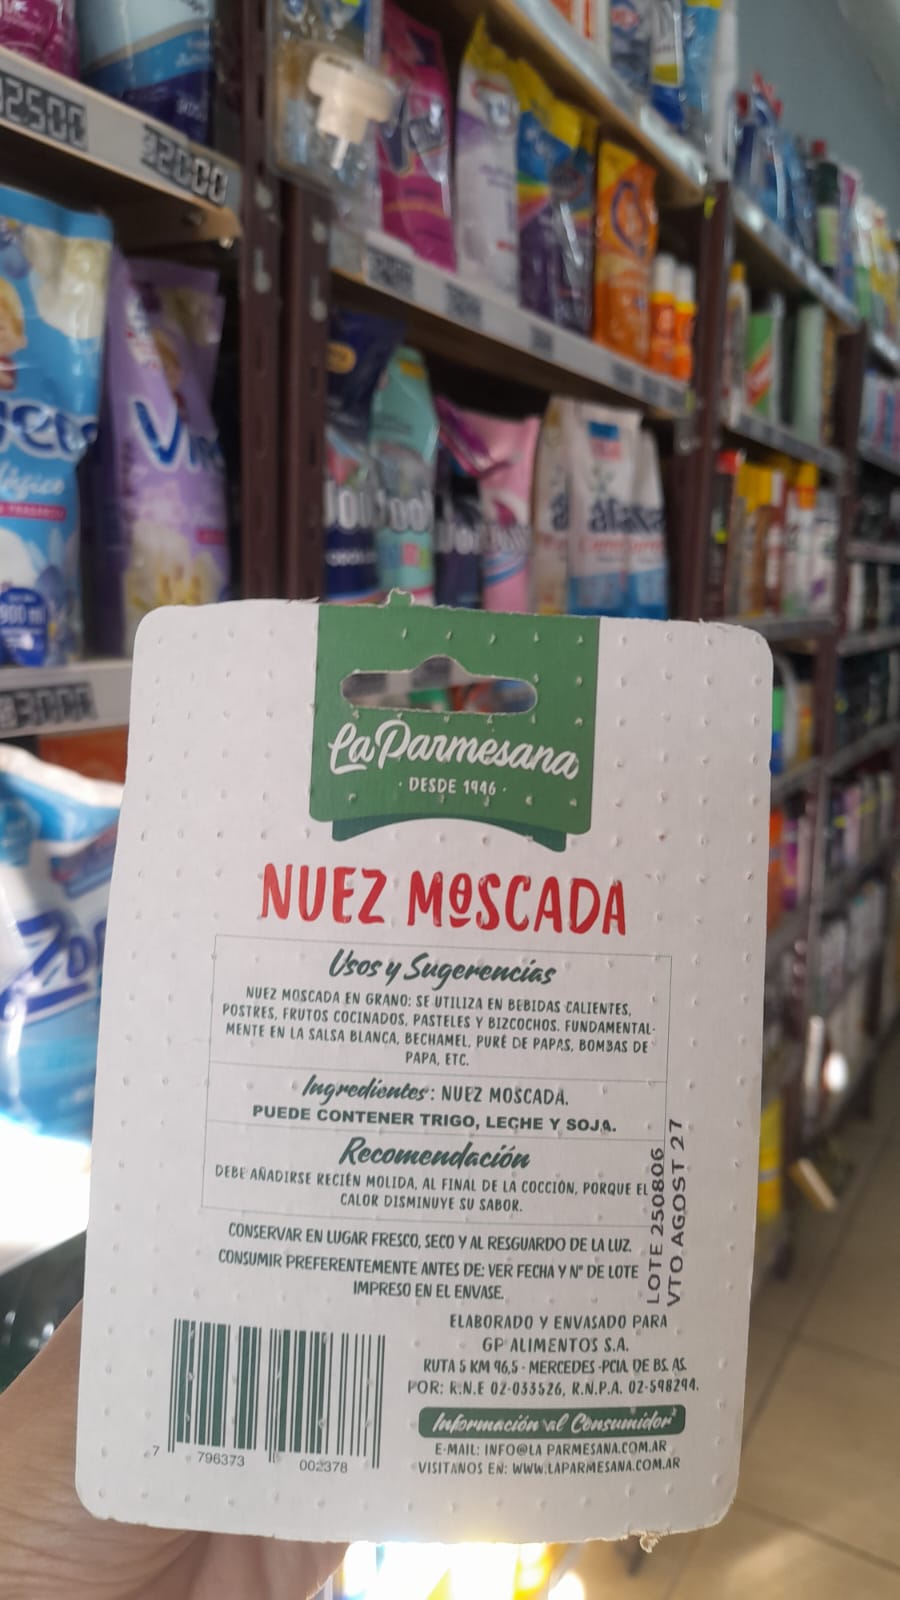 32000
900 ml
La Parmesana
· DESDE 1946 ·
NUEZ MOSCADA
Usos y Sugerencias
NUEZ MOSCADA EN GRANO: SE UTILIZA EN BEBIDAS CALIENTES,
POSTRES, FRUTOS COCINADOS, PASTELES Y BIZCOCHOS. FUNDAMENTAL-
MENTE EN LA SALSA BLANCA, BECHAMEL, PURÉ DE PAPAS, BOMBAS DE
PAPA, ETC.
Ingredientes: NUEZ MOSCADA.
PUEDE CONTENER TRIGO, LECHE Y SOJA.
Recomendación
DEBE AÑADIRSE RECIÉN MOLIDA, AL FINAL DE LA COCCIÓN, PORQUE EL
CALOR DISMINUYE SU SABOR.
CONSERVAR EN LUGAR FRESCO, SECO Y AL RESGUARDO DE LA LUZ.
CONSUMIR PREFERENTEMENTE ANTES DE: VER FECHA Y Nº DE LOTE
IMPRESO EN EL ENVASE.
LOTE 250806
VTO.AGOST 27
ELABORADO Y ENVASADO PARA
GP ALIMENTOS S.A.
RUTA 5 KM 96,5 - MERCEDES -PCIA. DE BS. AS.
POR: R.N.E 02-033526, R.N.P.A. 02-598294.
Información al Consumidor
E-MAIL: INFO@LA PARMESANA.COM.AR
VISITANOS EN: WWW.LAPARMESANA.COM.AR
7 796373 002378